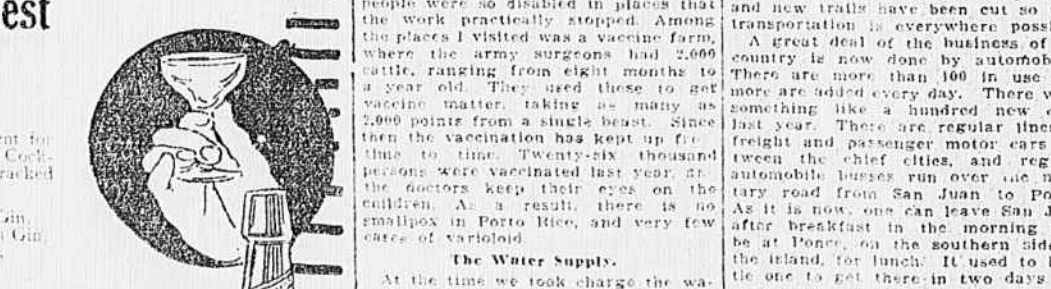 est
ent for
Cock-
racked
Gin,
Gin,
people were so disabled in places that
the work practically stopped. Among
the places I visited was a vaccine farm,
where the army surgeons had 2,000
cattle, ranging from eight months to
a year old. They used these to get
vaccine matter, taking as many as
2,000 points from a single beast. Since
then the vaccination has kept up
time to time. Twenty-six thousand
persons were vaccinated last year,
the doctors keep their eyes on the
children. As a result, there is no
smallpox in Porto Rico, and very few
cases of varioloid.
The Water Supply.
At the time we took charge the wa-
and new trails have been cut so
transportation is everywhere possi
A great deal of the business of
country is now done by automob
There are more than 100 in use
more are added every day. There w
something like a hundred new
last year. There are regular lines
freight and passenger motor cars
tween the chief cities, and reg
automobile busses run over the
tary road from San Juan to Po
As it is now, one can leave San J
after breakfast in the morning
be at Ponce, on the southern side
the island, for lunch. It used to
tle one to get there in two days